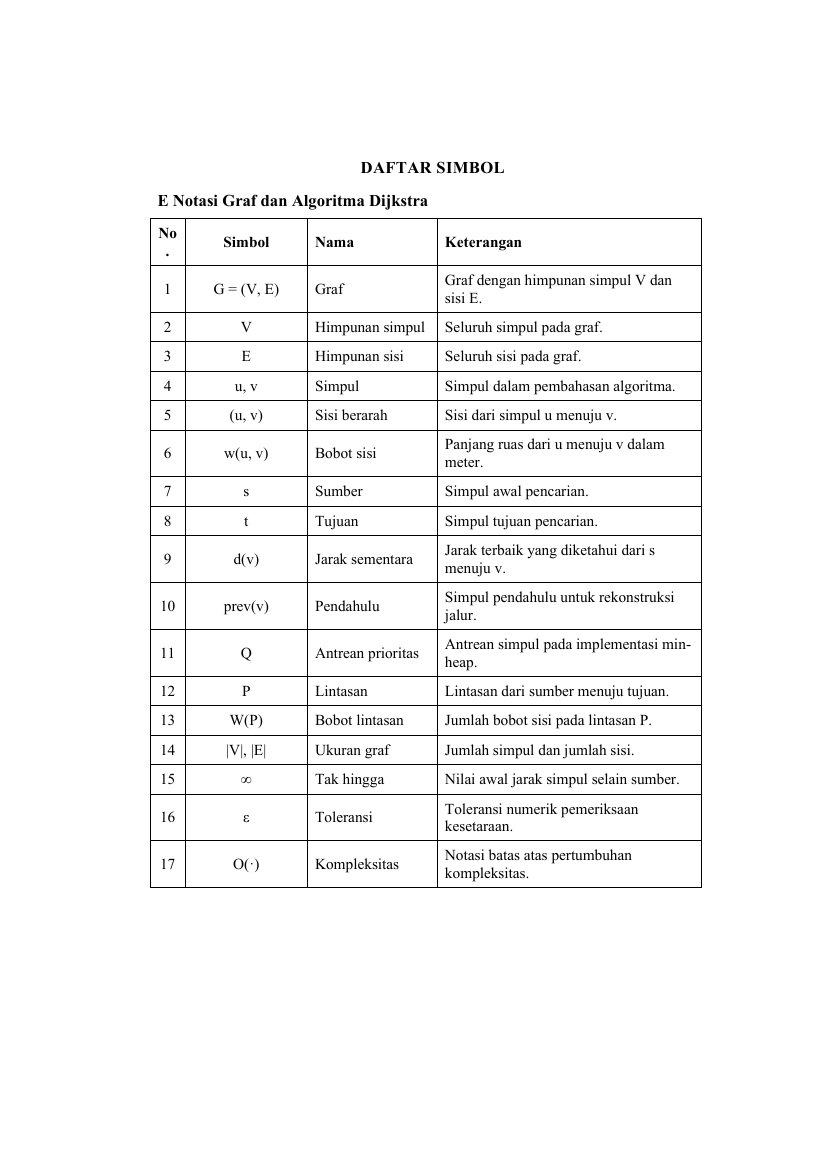 DAFTAR SIMBOL
E Notasi Graf dan Algoritma Dijkstra
No
.
Simbol Nama Keterangan
1 G = (V, E) Graf Graf dengan himpunan simpul V dan
sisi E.
2 V Himpunan simpul Seluruh simpul pada graf.
3 E Himpunan sisi Seluruh sisi pada graf.
4 u, v Simpul Simpul dalam pembahasan algoritma.
5 (u, v) Sisi berarah Sisi dari simpul u menuju v.
6 w(u, v) Bobot sisi Panjang ruas dari u menuju v dalam
meter.
7 s Sumber Simpul awal pencarian.
8 t Tujuan Simpul tujuan pencarian.
9 d(v) Jarak sementara Jarak terbaik yang diketahui dari s
menuju v.
10 prev(v) Pendahulu Simpul pendahulu untuk rekonstruksi
jalur.
11 Q Antrean prioritas Antrean simpul pada implementasi min-
heap.
12 P Lintasan Lintasan dari sumber menuju tujuan.
13 W(P) Bobot lintasan Jumlah bobot sisi pada lintasan P.
14 |V|, |E| Ukuran graf Jumlah simpul dan jumlah sisi.
15 ∞ Tak hingga Nilai awal jarak simpul selain sumber.
16 ε Toleransi Toleransi numerik pemeriksaan
kesetaraan.
17 O(·) Kompleksitas Notasi batas atas pertumbuhan
kompleksitas.